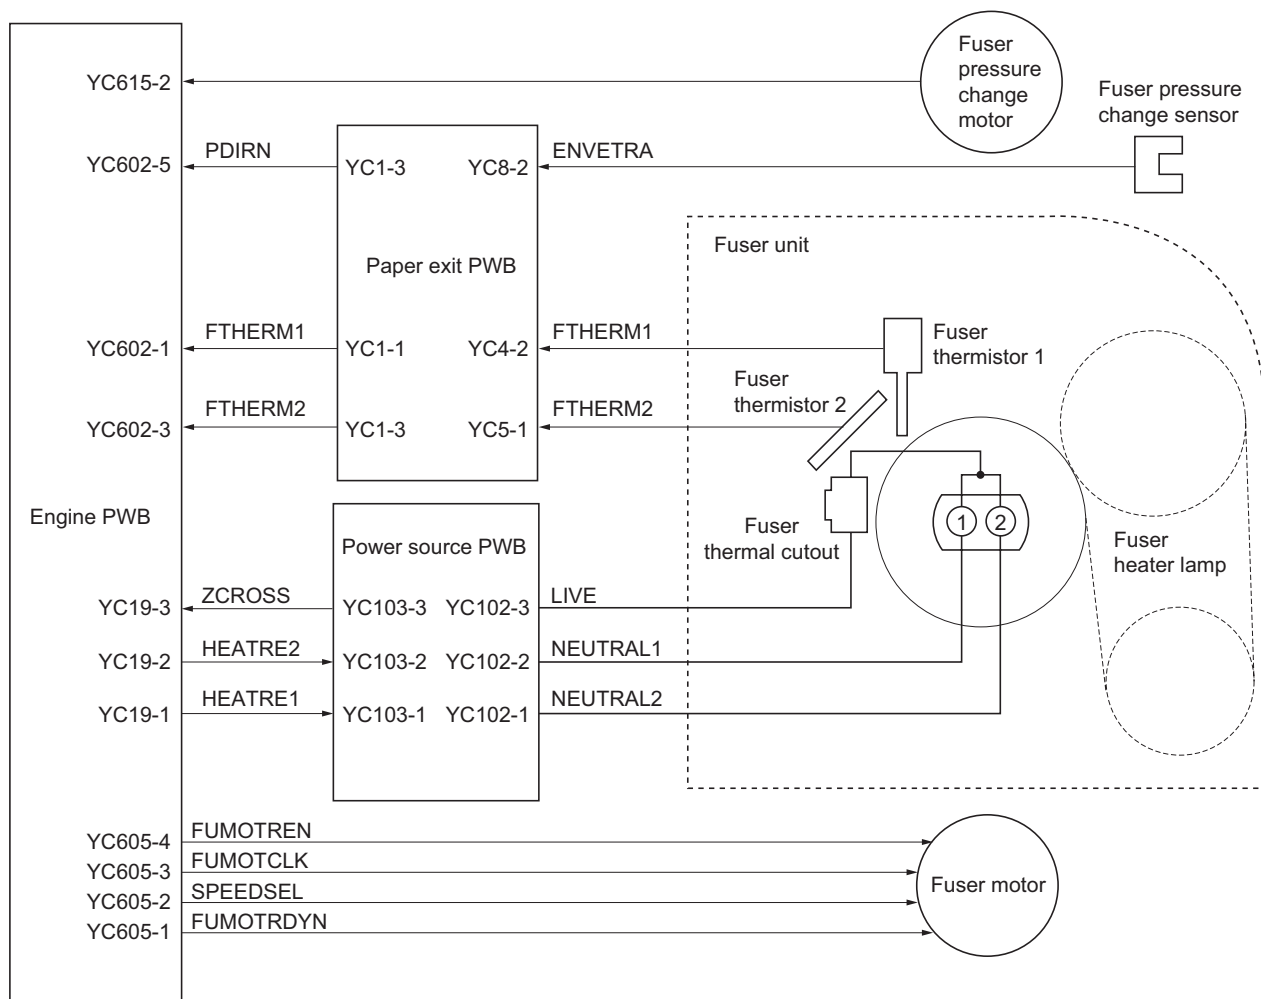 Fuser
pressure
change
motor
Fuser pressure
change sensor
YC615-2
YC602-5
PDIRN
YC1-3
YC8-2
ENVETRA
Fuser unit
Paper exit PWB
YC602-1
FTHERM1
YC1-1
YC4-2
FTHERM1
Fuser
thermistor 1
Fuser
thermistor 2
YC602-3
FTHERM2
YC1-3
YC5-1
FTHERM2
Engine PWB
Power source PWB
Fuser
thermal cutout
1
2
Fuser
heater lamp
YC19-3
ZCROSS
YC103-3
YC102-3
LIVE
YC19-2
HEATRE2
YC103-2
YC102-2
NEUTRAL1
YC19-1
HEATRE1
YC103-1
YC102-1
NEUTRAL2
YC605-4
FUMOTREN
YC605-3
FUMOTCLK
YC605-2
SPEEDSEL
YC605-1
FUMOTRDYN
Fuser motor